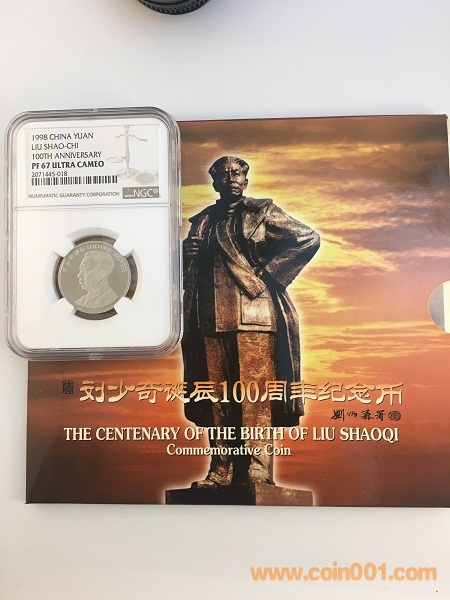 1998 CHINA YUAN
LIU SHAO-CHI
100TH ANNIVERSARY
PF 67 ULTRA CAMEO
2071445-018
NUMISMATIC GUARANTY CORPORATION
NGC
刘少奇诞辰100周年纪念币
THE CENTENARY OF THE BIRTH OF LIU SHAOQI
Commemorative Coin
www.coin001.com